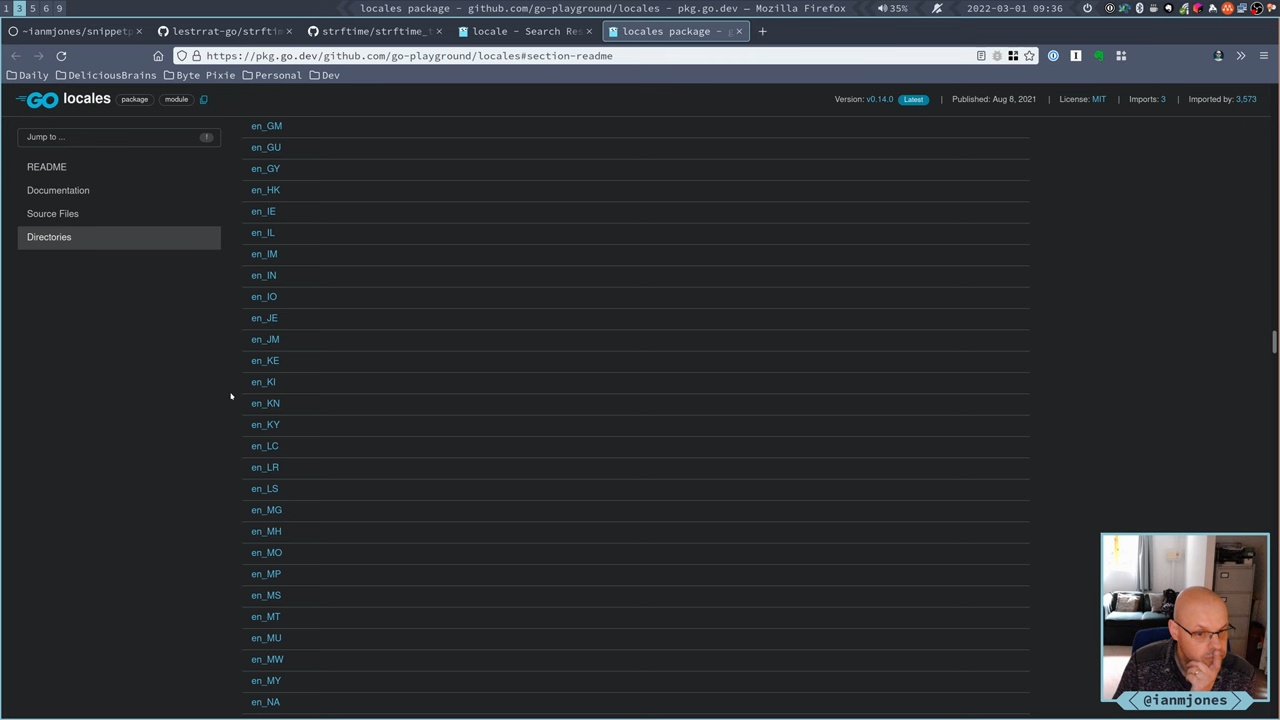 1 3 5 6 9
locales package - github.com/go-playground/locales - pkg.go.dev — Mozilla Firefox
35%
2022-03-01 09:36
~ianmjones/snippetp
lestrrat-go/strftim
strftime/strftime_t
locale - Search Res
locales package - g
https://pkg.go.dev/github.com/go-playground/locales#section-readme
Daily
DeliciousBrains
Byte Pixie
Personal
Dev
GO locales package module
Version: v0.14.0 Latest | Published: Aug 8, 2021 | License: MIT | Imports: 3 | Imported by: 3,573
Jump to ... f
README
Documentation
Source Files
Directories
en_GM
en_GU
en_GY
en_HK
en_IE
en_IL
en_IM
en_IN
en_IO
en_JE
en_JM
en_KE
en_KI
en_KN
en_KY
en_LC
en_LR
en_LS
en_MG
en_MH
en_MO
en_MP
en_MS
en_MT
en_MU
en_MW
en_MY
en_NA
@ianmjones